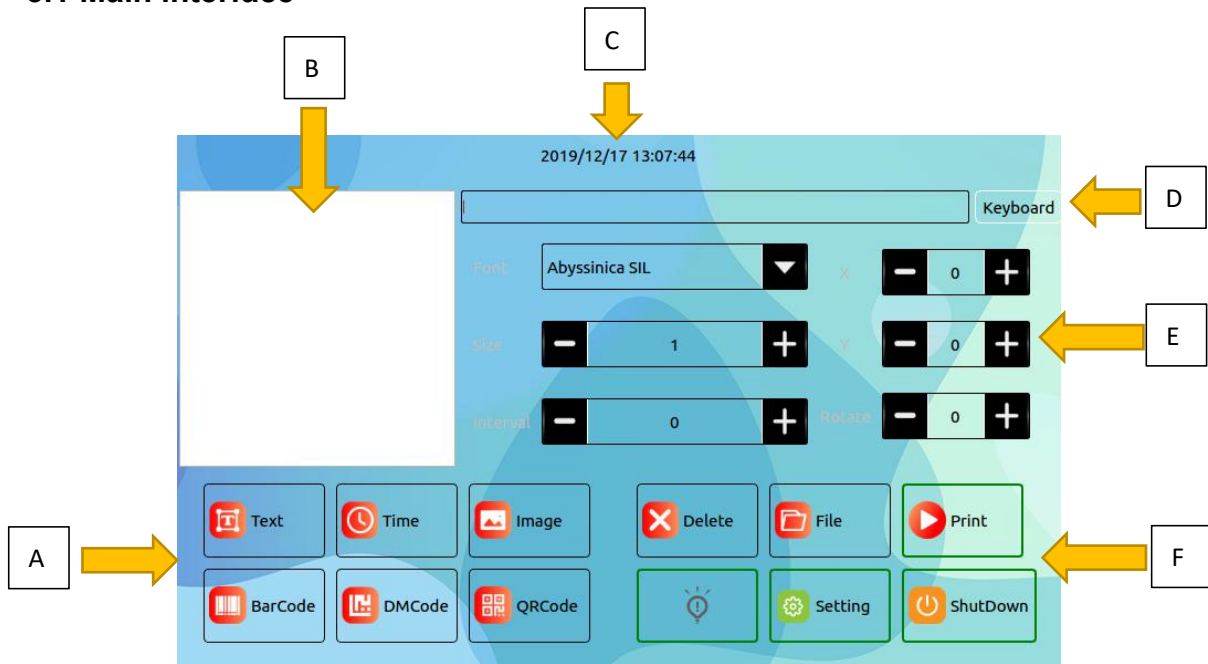 C
B
2019/12/17 13:07:44
D
Keyboard
Font
Abyssinica SIL
X
0
E
Size
1
Y
0
Interval
0
Rotate
0
A
Text
Time
Image
Delete
File
Print
F
BarCode
DMCode
QRCode
Setting
ShutDown